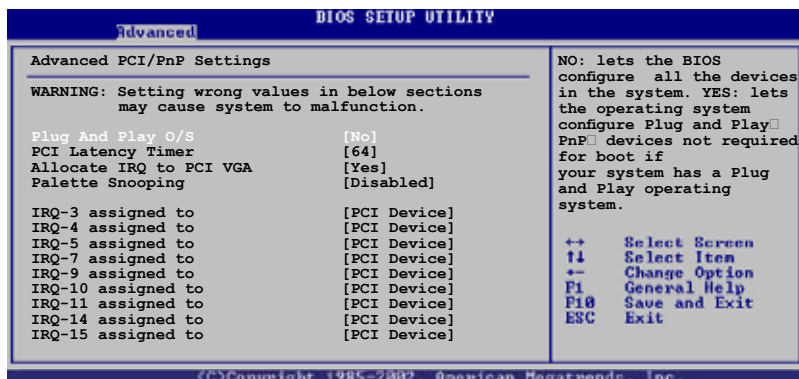 BIOS SETUP UTILITY
Advanced
Advanced PCI/PnP Settings
WARNING: Setting wrong values in below sections
may cause system to malfunction.
Plug And Play O/S [No]
PCI Latency Timer [64]
Allocate IRQ to PCI VGA [Yes]
Palette Snooping [Disabled]
IRQ-3 assigned to [PCI Device]
IRQ-4 assigned to [PCI Device]
IRQ-5 assigned to [PCI Device]
IRQ-7 assigned to [PCI Device]
IRQ-9 assigned to [PCI Device]
IRQ-10 assigned to [PCI Device]
IRQ-11 assigned to [PCI Device]
IRQ-14 assigned to [PCI Device]
IRQ-15 assigned to [PCI Device]
NO: lets the BIOS
configure all the devices
in the system. YES: lets
the operating system
configure Plug and Play□
PnP□ devices not required
for boot if
your system has a Plug
and Play operating
system.
↔ Select Screen
↑↓ Select Item
+- Change Option
F1 General Help
F10 Save and Exit
ESC Exit
(C)Copyright 1985-2002, American Megatrends, Inc.